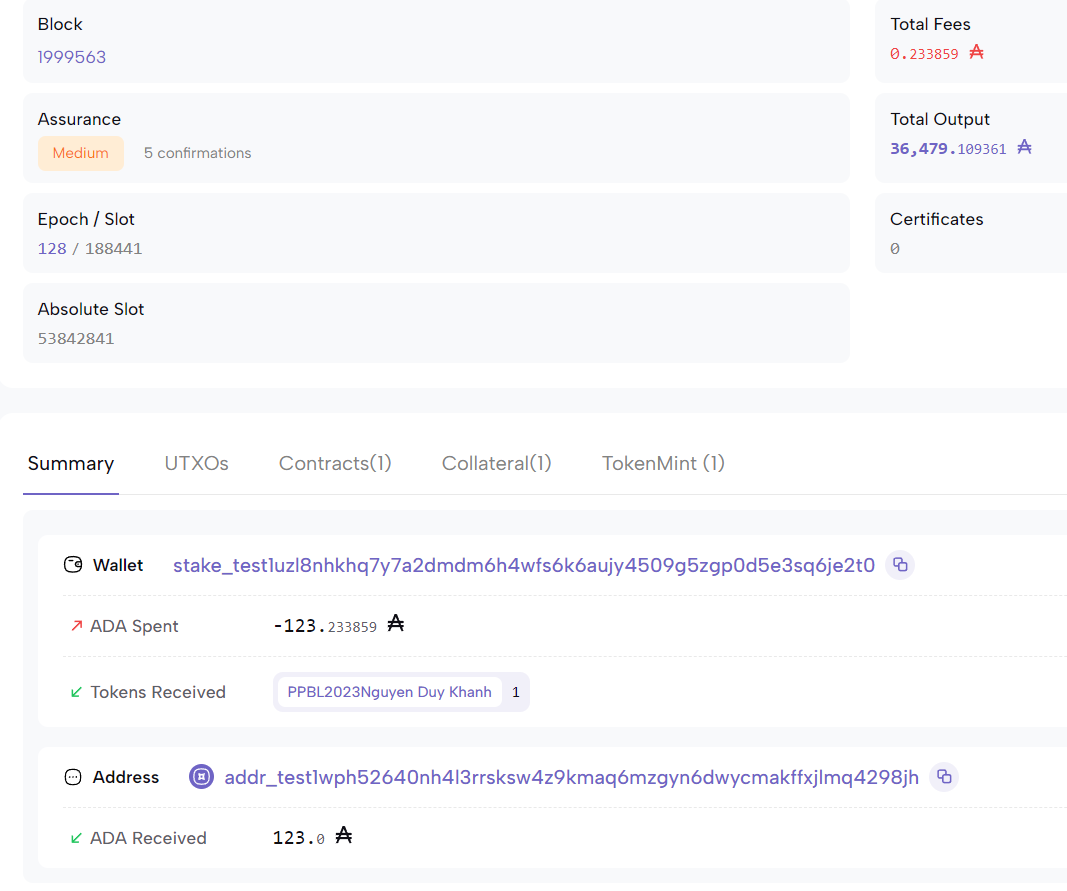 Block
1999563
Total Fees
0.233859 ₳
Assurance
Medium 5 confirmations
Total Output
36,479.109361 ₳
Epoch / Slot
128 / 188441
Certificates
0
Absolute Slot
53842841
Summary UTXOs Contracts(1) Collateral(1) TokenMint (1)
Wallet stake_test1uzl8nhkhq7y7a2dmdm6h4wfs6k6aujy4509g5zgp0d5e3sq6je2t0
ADA Spent -123.233859 ₳
Tokens Received PPBL2023Nguyen Duy Khanh 1
Address addr_test1wph52640nh4l3rrsksw4z9kmaq6mzgyn6dwycmakffxjlmq4298jh
ADA Received 123.0 ₳